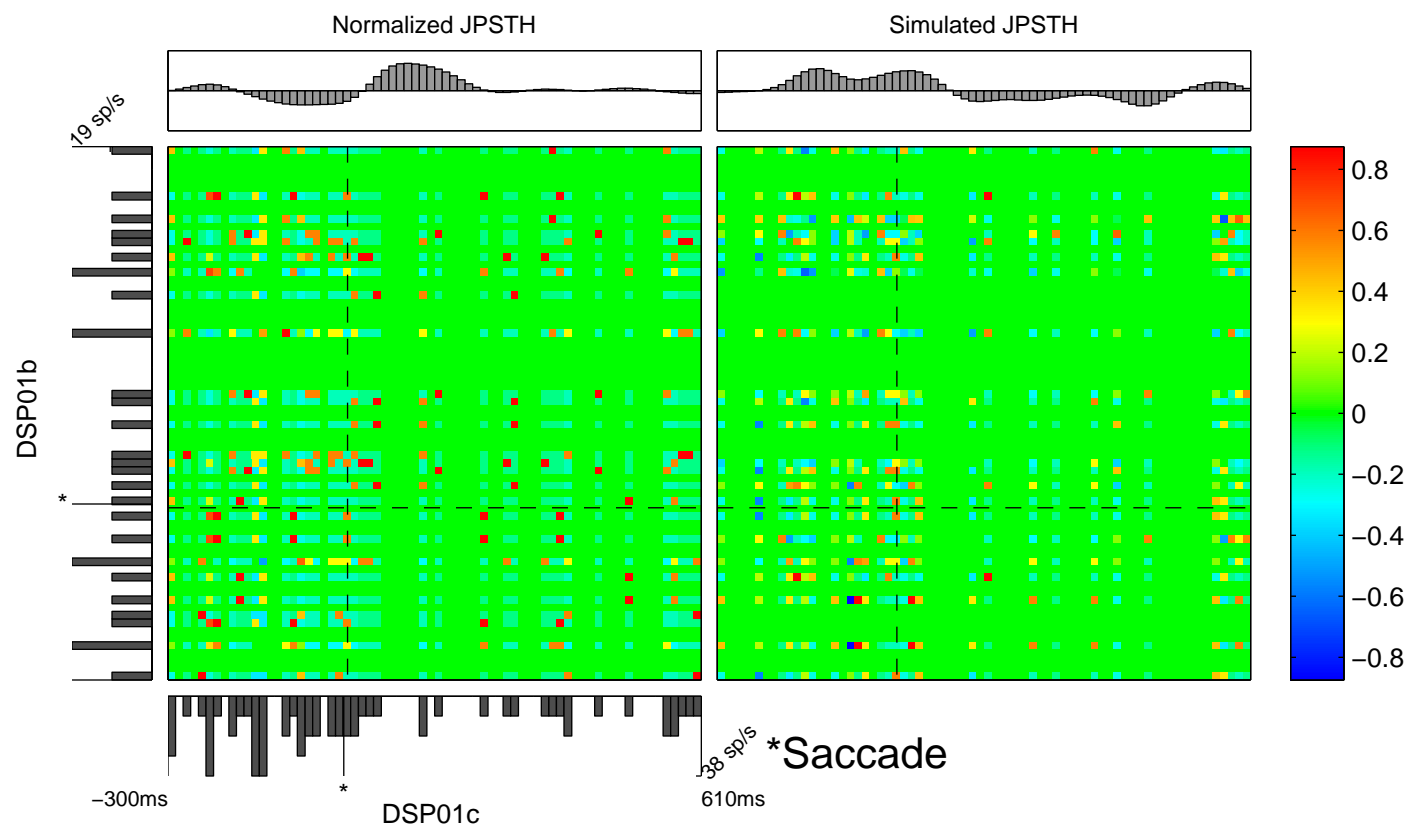 Normalized JPSTH
Simulated JPSTH
19 sp/s
0.8
0.6
0.4
0.2
0
−0.2
−0.4
−0.6
−0.8
DSP01b
*
38 sp/s
*Saccade
*
−300ms
610ms
DSP01c